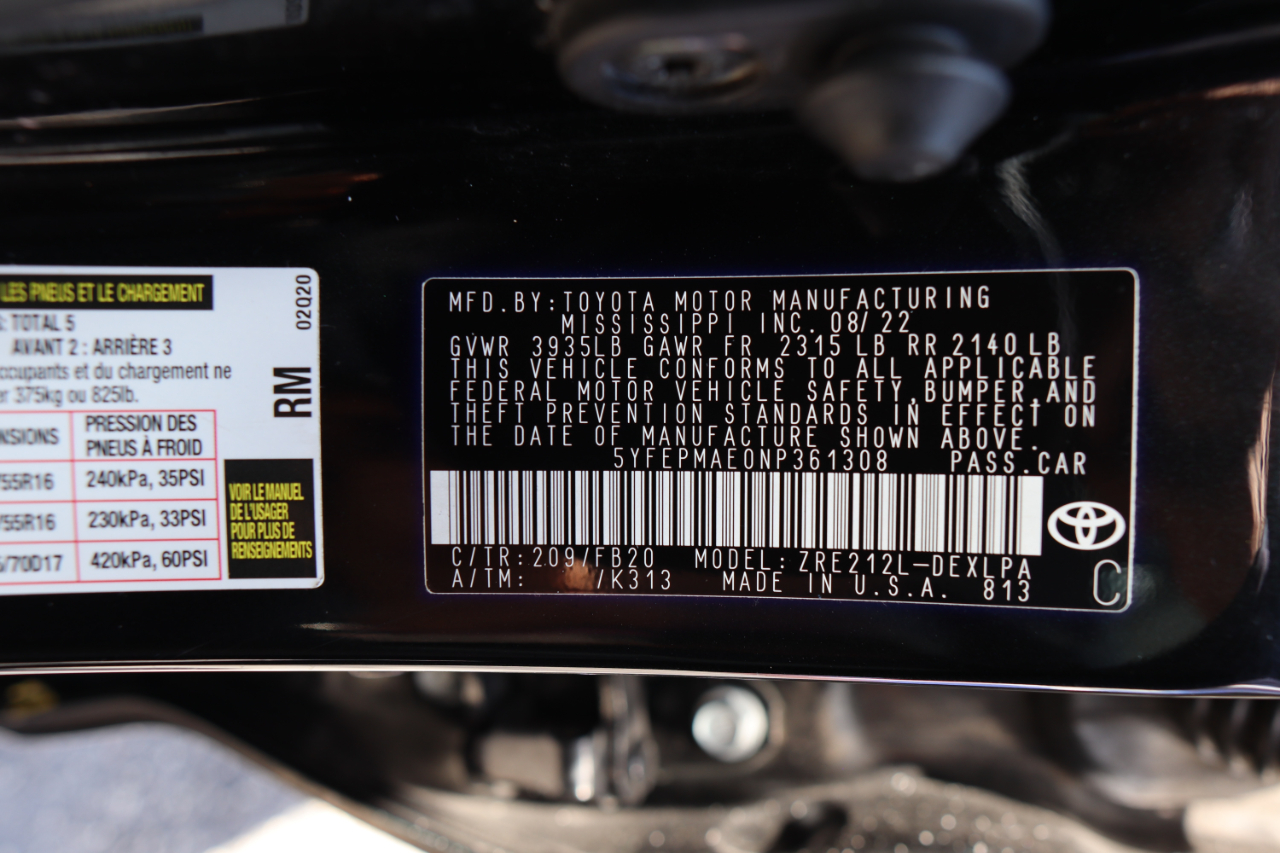 LES PNEUS ET LE CHARGEMENT
02Q20
: TOTAL 5
AVANT 2 : ARRIÈRE 3
ccupants et du chargement ne
er 375kg ou 825lb.
RM
NSIONS
PRESSION DES
PNEUS À FROID
/55R16 240kPa, 35PSI
/55R16 230kPa, 33PSI
/70D17 420kPa, 60PSI
VOIR LE MANUEL
DE L'USAGER
POUR PLUS DE
RENSEIGNEMENTS
MFD.BY:TOYOTA MOTOR MANUFACTURING
MISSISSIPPI INC. 08/22
GVWR 3935LB GAWR FR 2315 LB RR 2140 LB
THIS VEHICLE CONFORMS TO ALL APPLICABLE
FEDERAL MOTOR VEHICLE SAFETY,BUMPER,AND
THEFT PREVENTION STANDARDS IN EFFECT ON
THE DATE OF MANUFACTURE SHOWN ABOVE.
5YFEPMAE0NP361308 PASS.CAR
C/TR:209/FB20 MODEL:ZRE212L-DEXLPA
A/TM: /K313 MADE IN U.S.A. 813
C